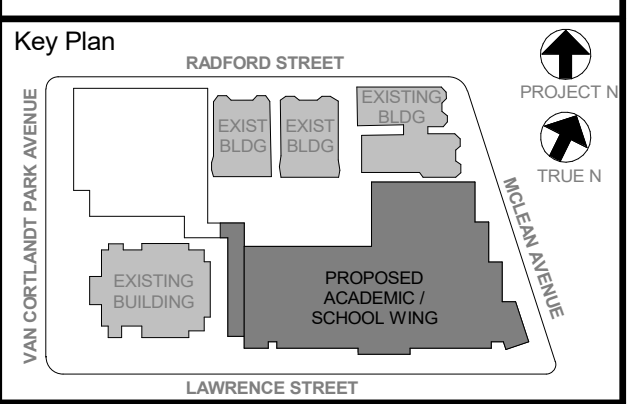 Key Plan
RADFORD STREET
PROJECT N
TRUE N
VAN CORTLANDT PARK AVENUE
EXIST
BLDG
EXIST
BLDG
EXISTING
BLDG
MCLEAN AVENUE
EXISTING
BUILDING
PROPOSED
ACADEMIC /
SCHOOL WING
LAWRENCE STREET